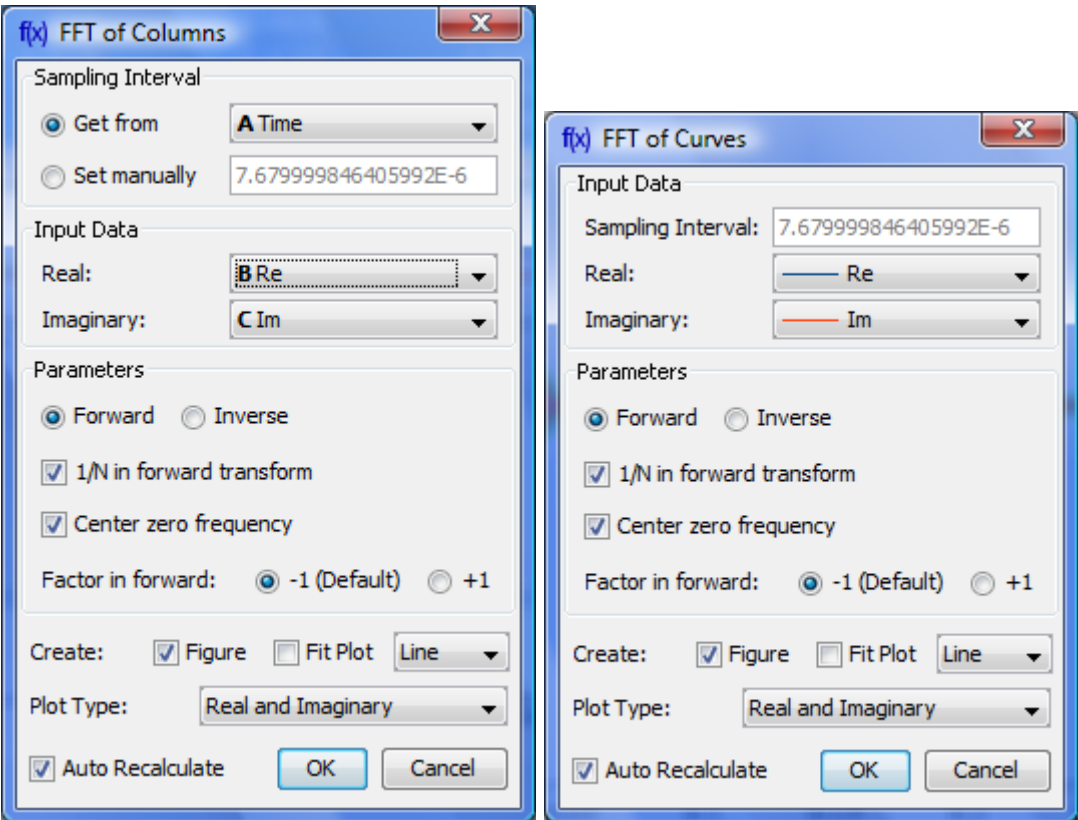 f(x) FFT of Columns
Sampling Interval
Get from A Time
Set manually 7.679999846405992E-6
Input Data
Real: B Re
Imaginary: C Im
Parameters
Forward Inverse
1/N in forward transform
Center zero frequency
Factor in forward: -1 (Default) +1
Create: Figure Fit Plot Line
Plot Type: Real and Imaginary
Auto Recalculate OK Cancel
f(x) FFT of Curves
Input Data
Sampling Interval: 7.679999846405992E-6
Real: Re
Imaginary: Im
Parameters
Forward Inverse
1/N in forward transform
Center zero frequency
Factor in forward: -1 (Default) +1
Create: Figure Fit Plot Line
Plot Type: Real and Imaginary
Auto Recalculate OK Cancel